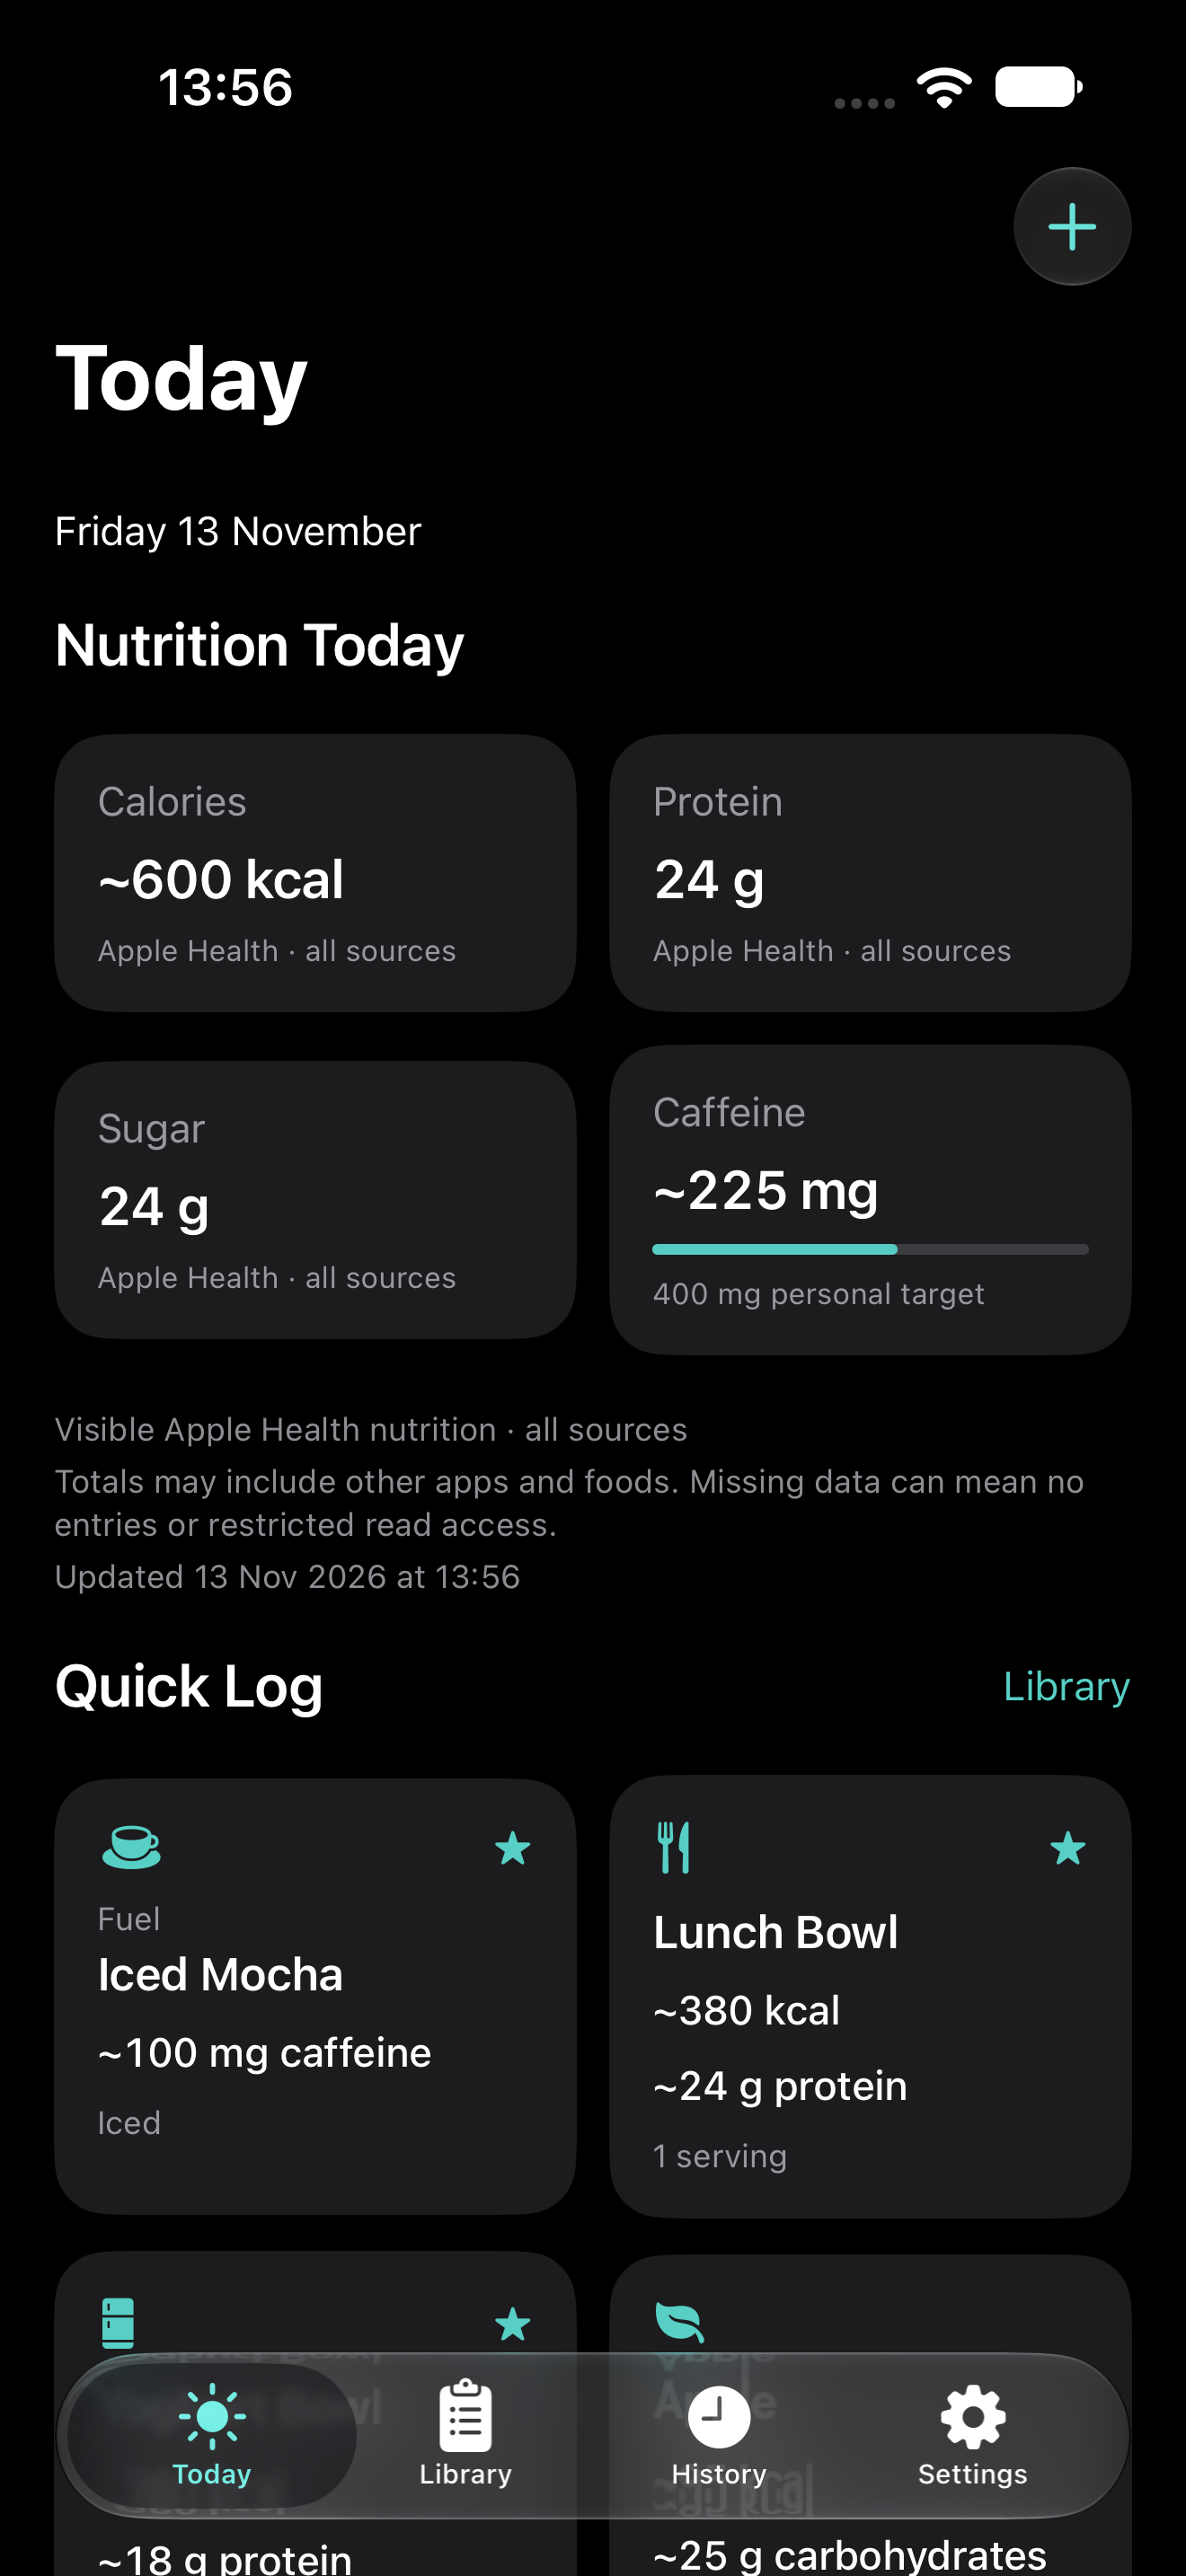 13:56
Today
Friday 13 November
Nutrition Today
Calories
~600 kcal
Apple Health · all sources
Protein
24 g
Apple Health · all sources
Sugar
24 g
Apple Health · all sources
Caffeine
~225 mg
400 mg personal target
Visible Apple Health nutrition · all sources
Totals may include other apps and foods. Missing data can mean no
entries or restricted read access.
Updated 13 Nov 2026 at 13:56
Quick Log
Library
Fuel
Iced Mocha
~100 mg caffeine
Iced
Lunch Bowl
~380 kcal
~24 g protein
1 serving
Bowl
~18 g protein
Apple
~25 g carbohydrates
Today
Library
History
Settings